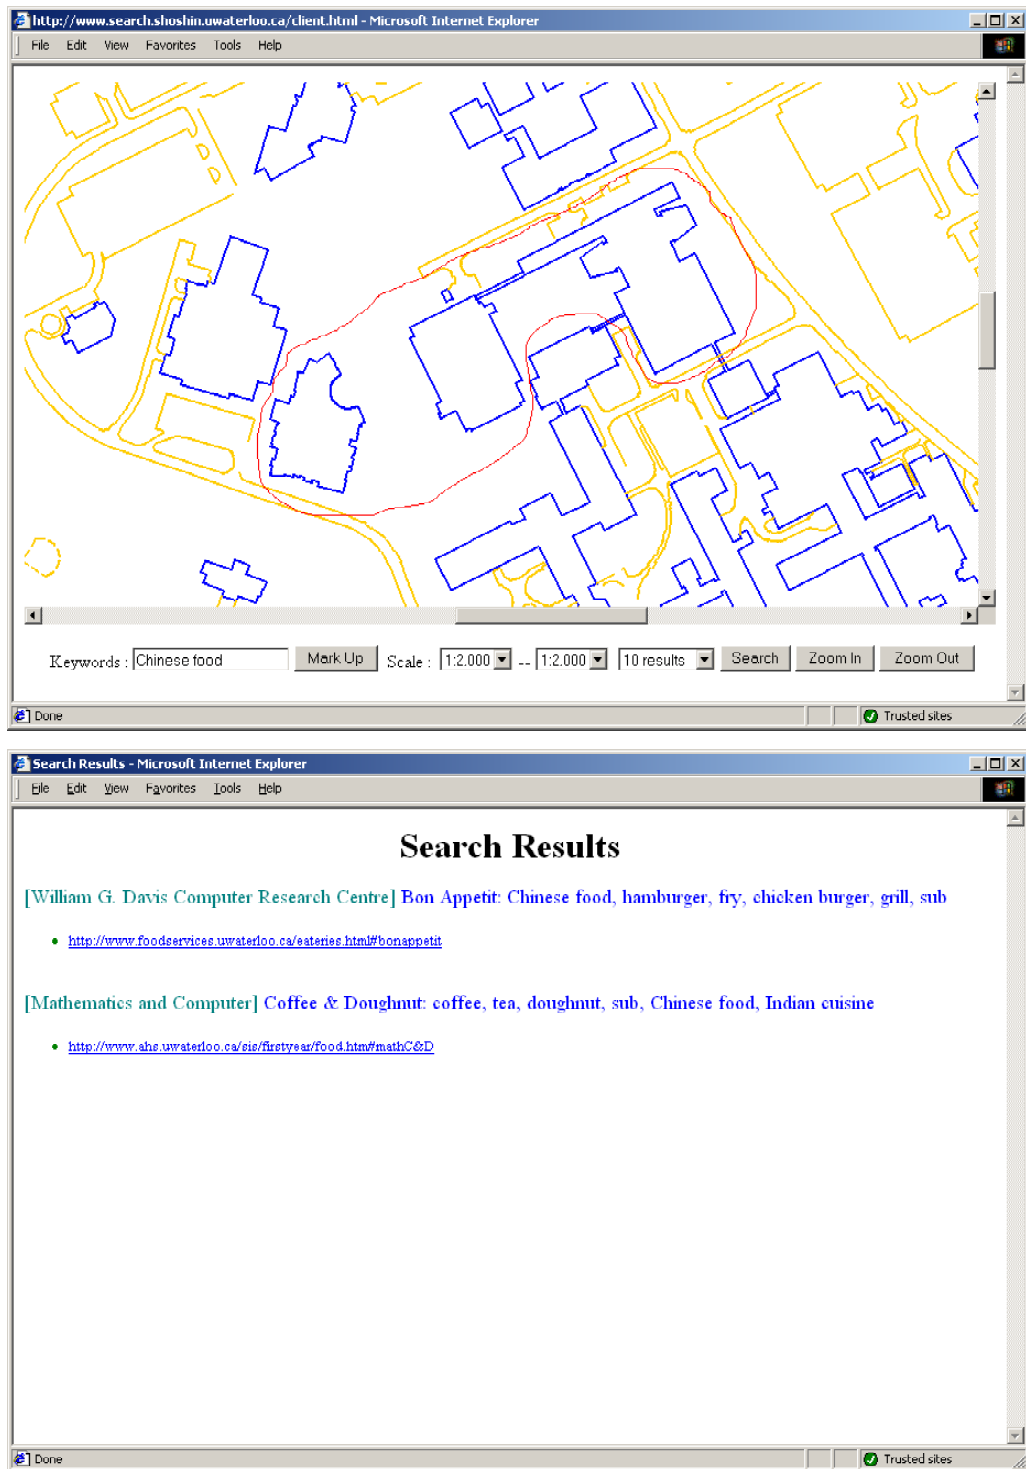 http://www.search.shoshin.uwaterloo.ca/client.html - Microsoft Internet Explorer
File Edit View Favorites Tools Help
Keywords : Chinese food Mark Up Scale : 1:2.000 -- 1:2.000 10 results Search Zoom In Zoom Out
Done Trusted sites
Search Results - Microsoft Internet Explorer
File Edit View Favorites Tools Help
Search Results
[William G. Davis Computer Research Centre] Bon Appetit: Chinese food, hamburger, fry, chicken burger, grill, sub
http://www.foodservices.uwaterloo.ca/eateries.html#bonappetit
[Mathematics and Computer] Coffee & Doughnut: coffee, tea, doughnut, sub, Chinese food, Indian cuisine
http://www.ahs.uwaterloo.ca/sis/firstyear/food.htm#mathC&D
Done Trusted sites